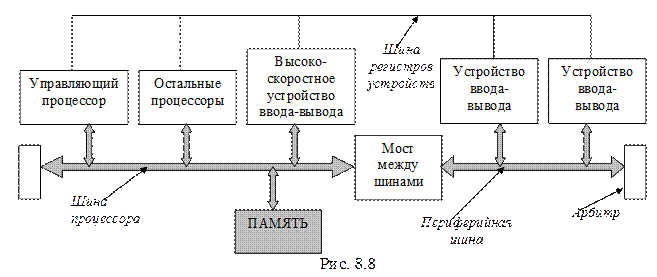 Управляющий
процессор
Остальные
процессоры
Высоко-
скоростное
устройство
ввода-вывода
Шина
регистров
устройств
Устройство
ввода-
вывода
Устройство
ввода-
вывода
Мост
между
шинами
Шина
процессора
ПАМЯТЬ
Периферийная
шина
Арбитр
Рис. 8.8